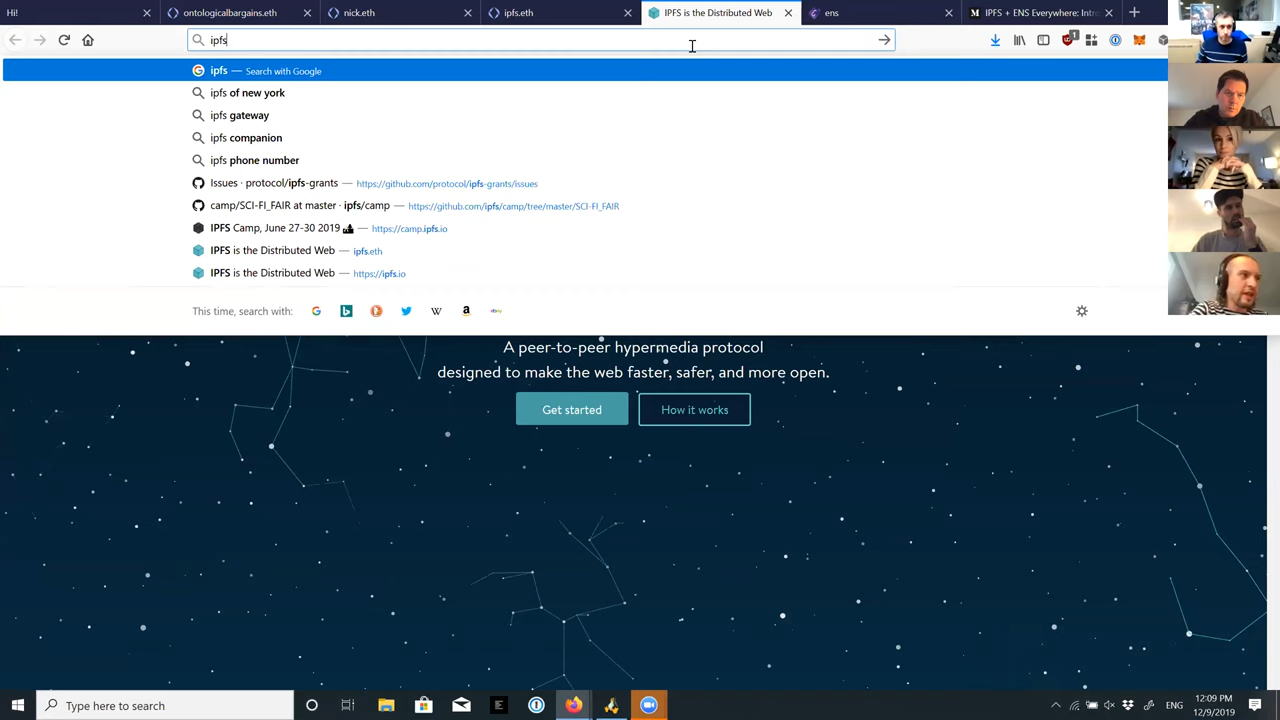 Hi!
ontologicalbargains.eth
nick.eth
ipfs.eth
IPFS is the Distributed Web
ens
IPFS + ENS Everywhere: Intro
ipfs
1
ipfs — Search with Google
ipfs of new york
ipfs gateway
ipfs companion
ipfs phone number
Issues · protocol/ipfs-grants — https://github.com/protocol/ipfs-grants/issues
camp/SCI-FI_FAIR at master · ipfs/camp — https://github.com/ipfs/camp/tree/master/SCI-FI_FAIR
IPFS Camp, June 27-30 2019 — https://camp.ipfs.io
IPFS is the Distributed Web — ipfs.eth
IPFS is the Distributed Web — https://ipfs.io
This time, search with:
ebay
A peer-to-peer hypermedia protocol
designed to make the web faster, safer, and more open.
Get started
How it works
Type here to search
ENG
12:09 PM
12/9/2019